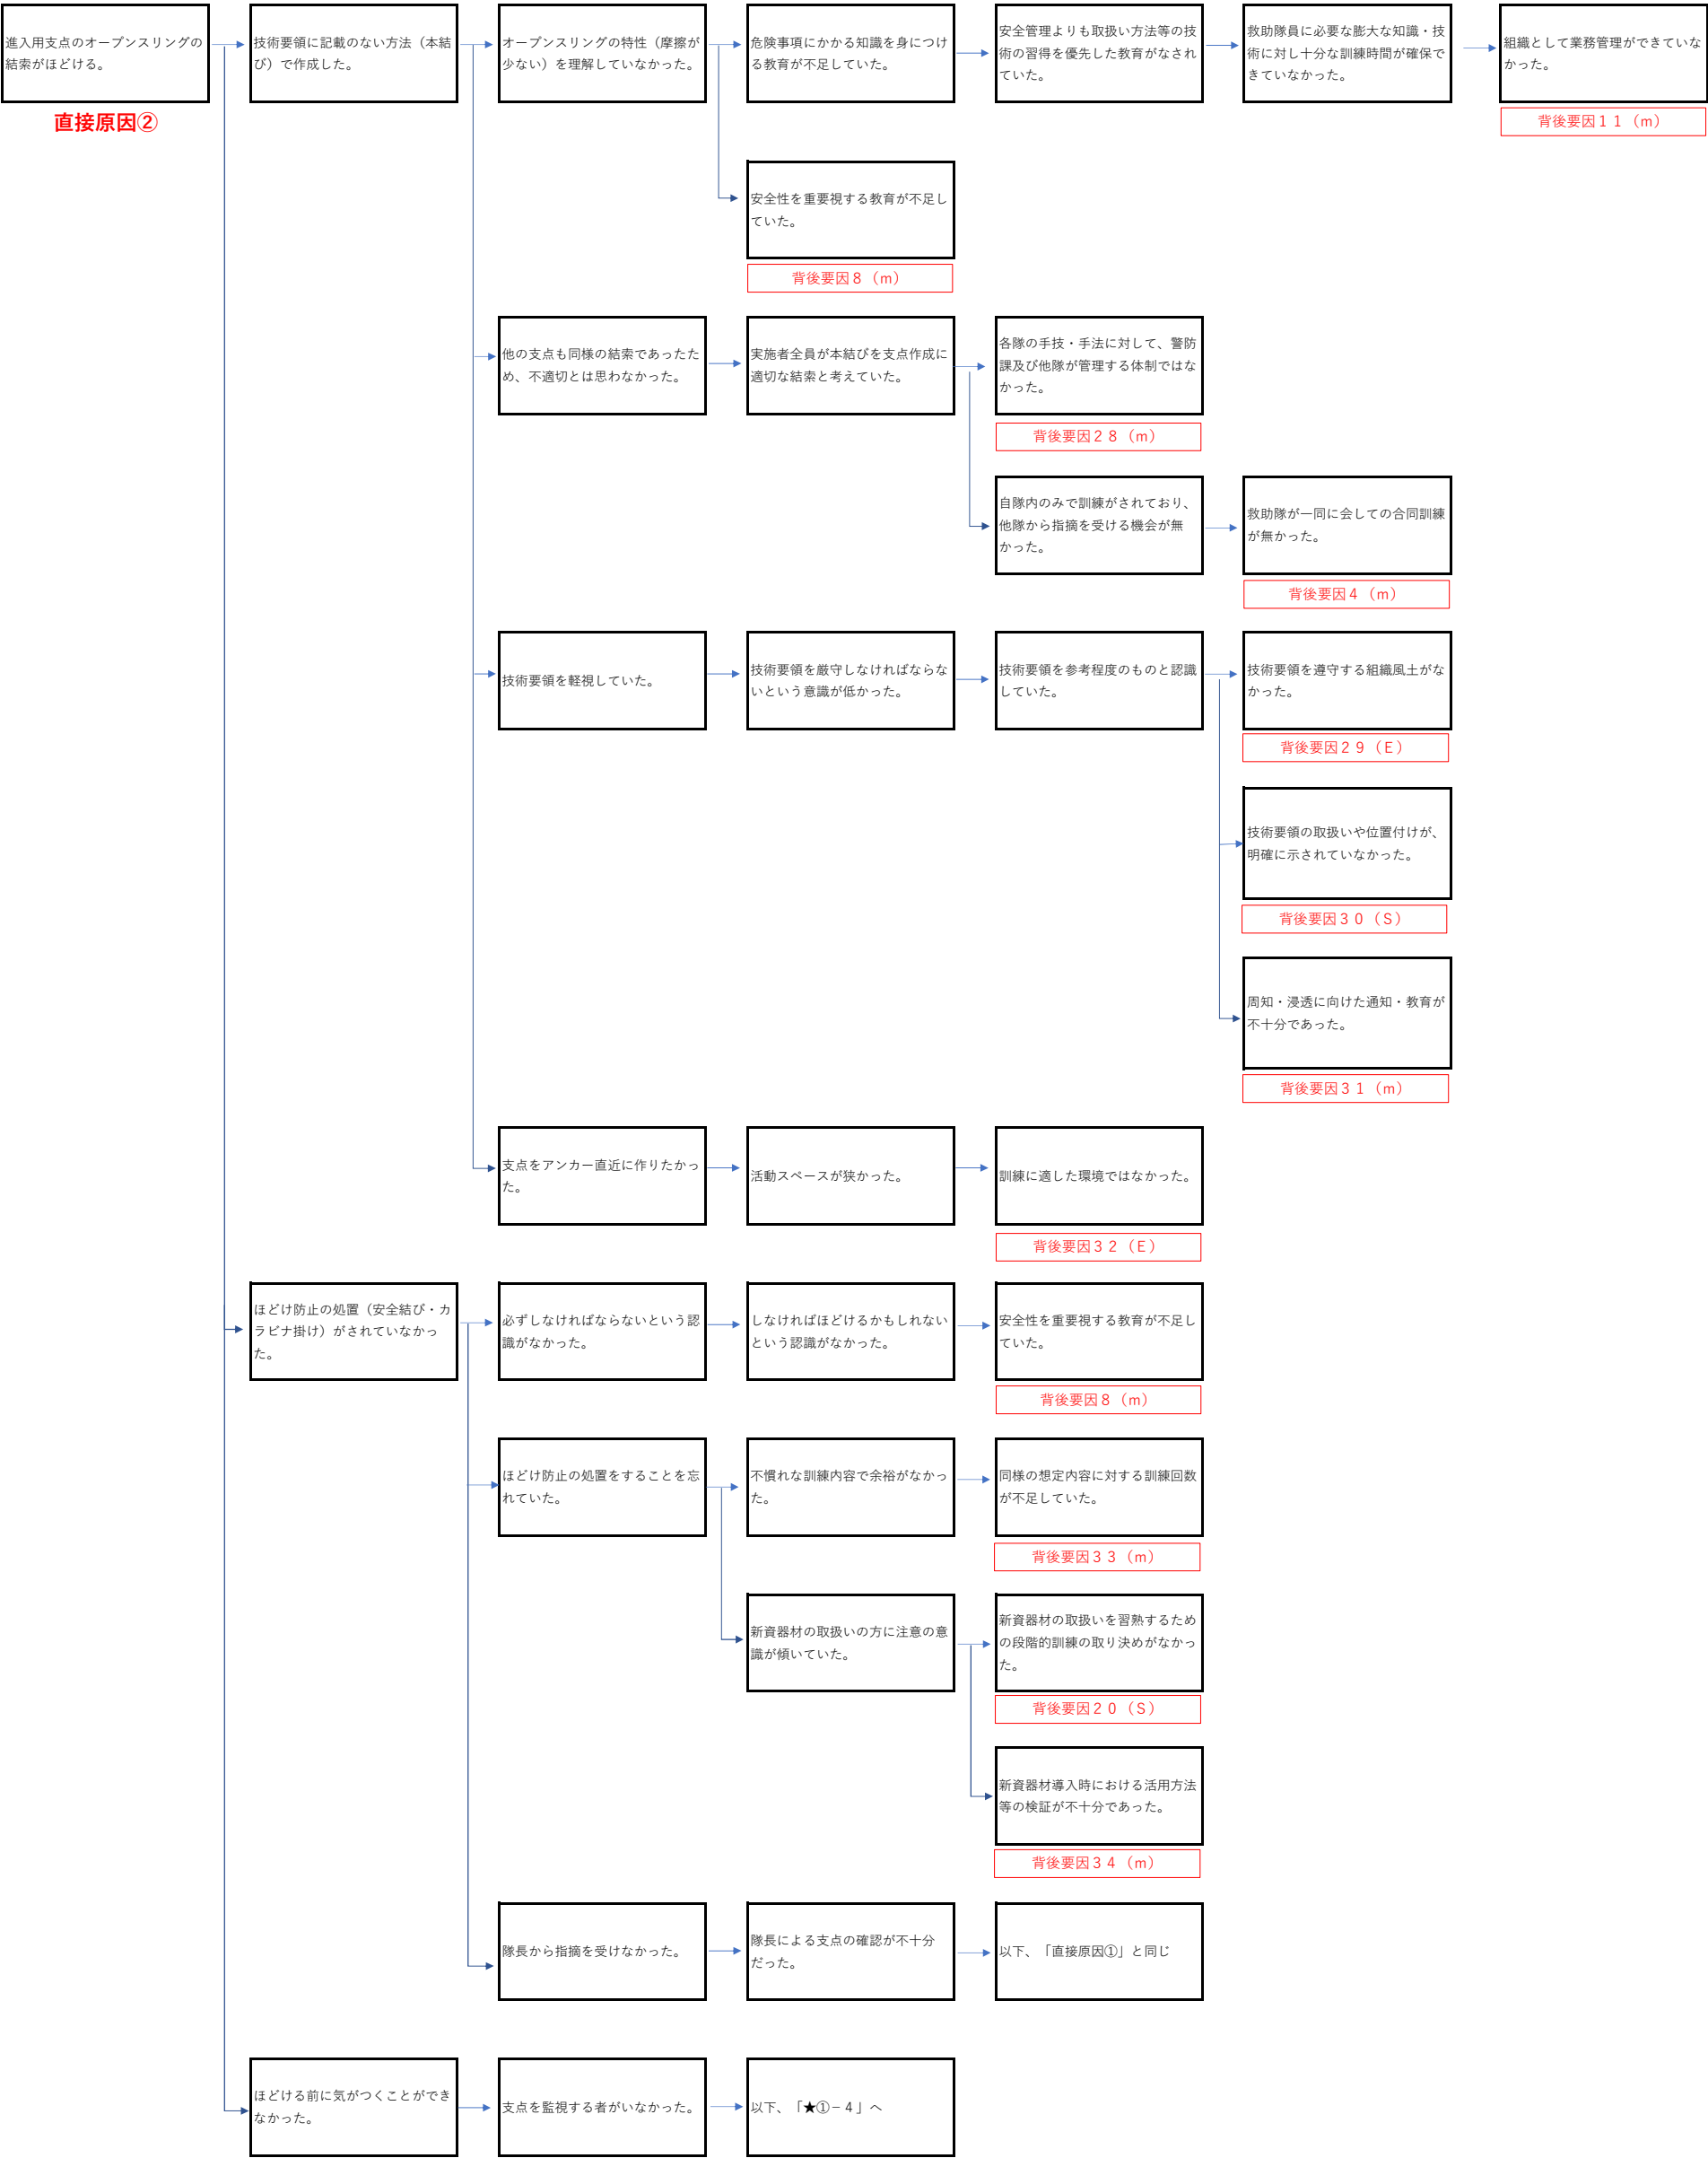 進入用支点のオープンスリングの
結索がほどける。
直接原因②
技術要領に記載のない方法（本結
び）で作成した。
オープンスリングの特性（摩擦が
少ない）を理解していなかった。
危険事項にかかる知識を身につけ
る教育が不足していた。
安全管理よりも取扱い方法等の技
術の習得を優先した教育がなされ
ていた。
救助隊員に必要な膨大な知識・技
術に対し十分な訓練時間が確保で
きていなかった。
組織として業務管理ができていな
かった。
背後要因１１（m）
安全性を重要視する教育が不足し
ていた。
背後要因８（m）
他の支点も同様の結索であったた
め、不適切とは思わなかった。
実施者全員が本結びを支点作成に
適切な結索と考えていた。
各隊の手技・手法に対して、警防
課及び他隊が管理する体制ではな
かった。
背後要因２８（m）
自隊内のみで訓練がされており、
他隊から指摘を受ける機会が無
かった。
救助隊が一同に会しての合同訓練
が無かった。
背後要因４（m）
技術要領を軽視していた。
技術要領を厳守しなければならな
いという意識が低かった。
技術要領を参考程度のものと認識
していた。
技術要領を遵守する組織風土がな
かった。
背後要因２９（E）
技術要領の取扱いや位置付けが、
明確に示されていなかった。
背後要因３０（S）
周知・浸透に向けた通知・教育が
不十分であった。
背後要因３１（m）
支点をアンカー直近に作りたかっ
た。
活動スペースが狭かった。
訓練に適した環境ではなかった。
背後要因３２（E）
ほどけ防止の処置（安全結び・カ
ラビナ掛け）がされていなかっ
た。
必ずしなければならないという認
識がなかった。
しなければほどけるかもしれない
という認識がなかった。
安全性を重要視する教育が不足し
ていた。
背後要因８（m）
ほどけ防止の処置をすることを忘
れていた。
不慣れな訓練内容で余裕がなかっ
た。
同様の想定内容に対する訓練回数
が不足していた。
背後要因３３（m）
新資器材の取扱いの方に注意の意
識が傾いていた。
新資器材の取扱いを習熟するため
の段階的訓練の取り決めがなかっ
た。
背後要因２０（S）
新資器材導入時における活用方法
等の検証が不十分であった。
背後要因３４（m）
隊長から指摘を受けなかった。
隊長による支点の確認が不十分
だった。
以下、「直接原因①」と同じ
ほどける前に気がつくことができ
なかった。
支点を監視する者がいなかった。
以下、「★①－４」へ